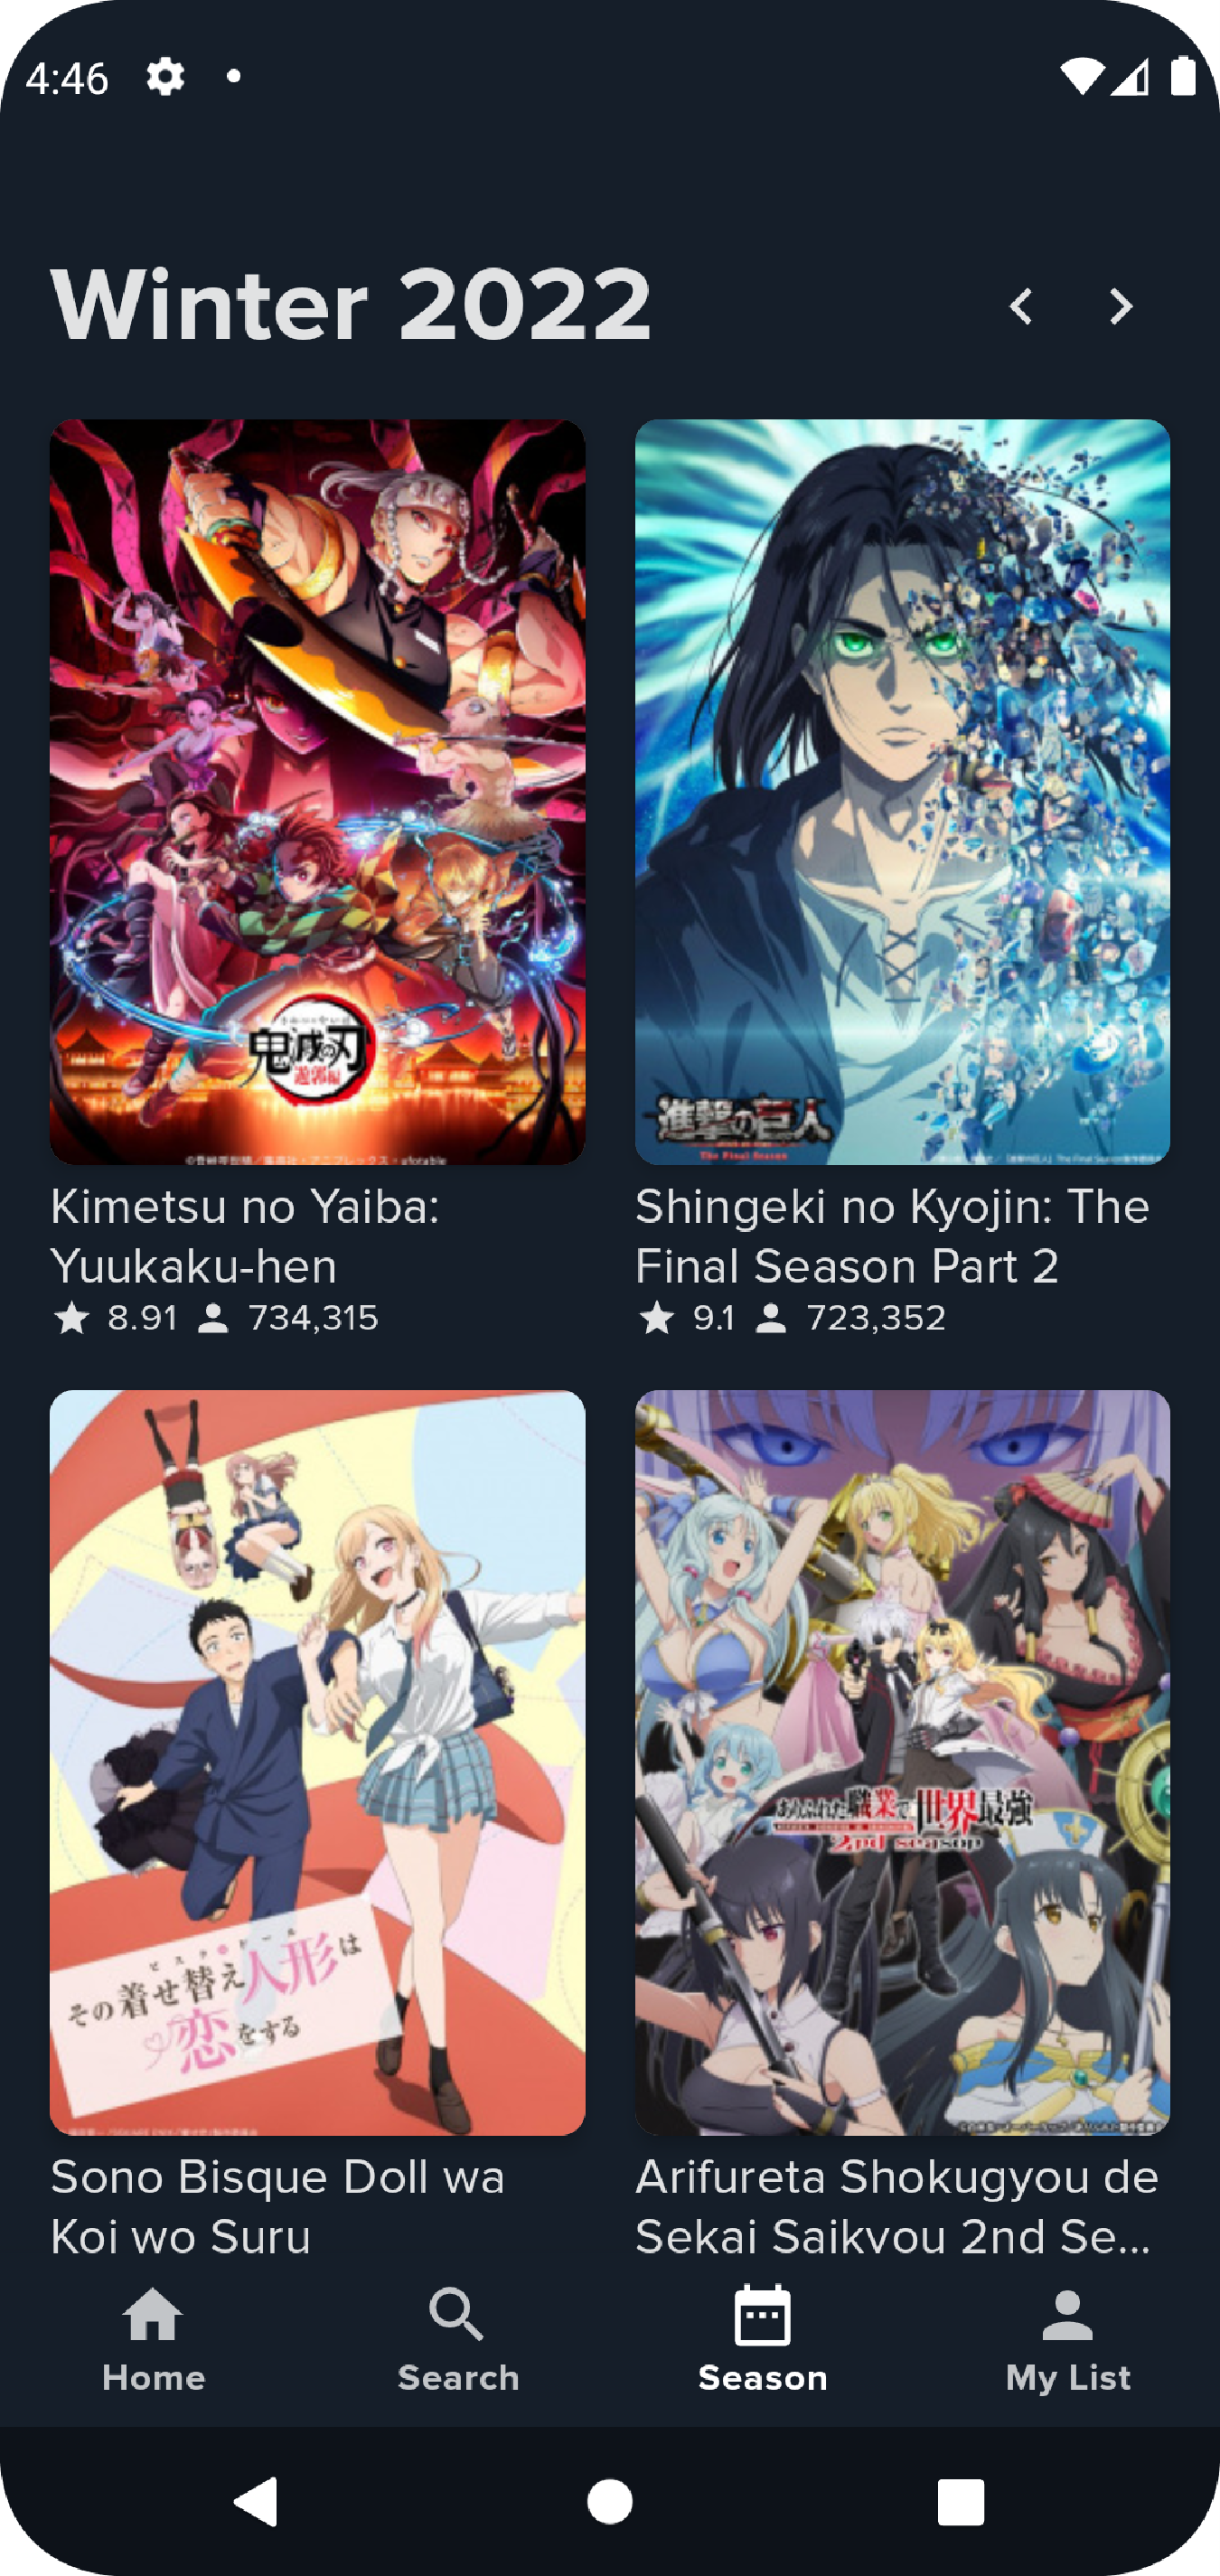 4:46
Winter 2022
鬼滅の刃
遊郭編
進撃の巨人
The Final Season
Kimetsu no Yaiba:
Yuukaku-hen
8.91 734,315
Shingeki no Kyojin: The
Final Season Part 2
9.1 723,352
その着せ替え人形は
恋をする
ありふれた職業で世界最強
2nd season
Sono Bisque Doll wa
Koi wo Suru
Arifureta Shokugyou de
Sekai Saikyou 2nd Se...
Home Search Season My List